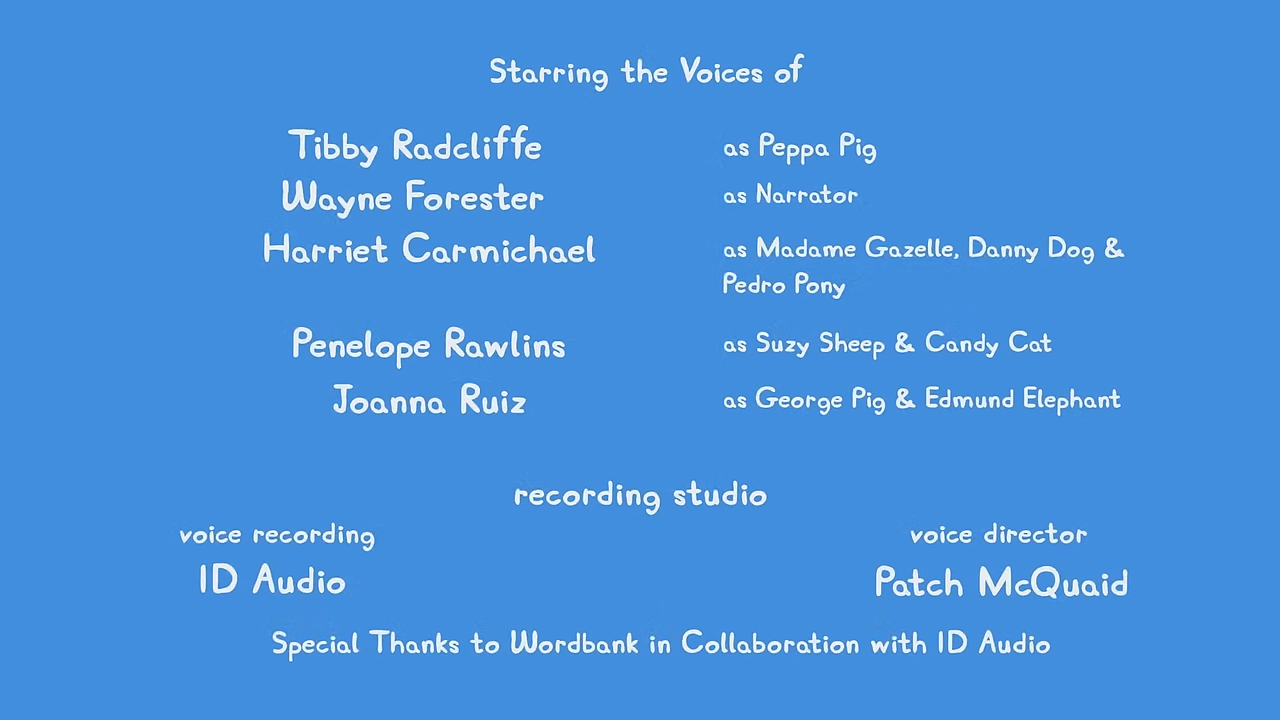 Starring the Voices of
Tibby Radcliffe as Peppa Pig
Wayne Forester as Narrator
Harriet Carmichael as Madame Gazelle, Danny Dog &
Pedro Pony
Penelope Rawlins as Suzy Sheep & Candy Cat
Joanna Ruiz as George Pig & Edmund Elephant
recording studio
voice recording voice director
ID Audio Patch McQuaid
Special Thanks to Wordbank in Collaboration with ID Audio